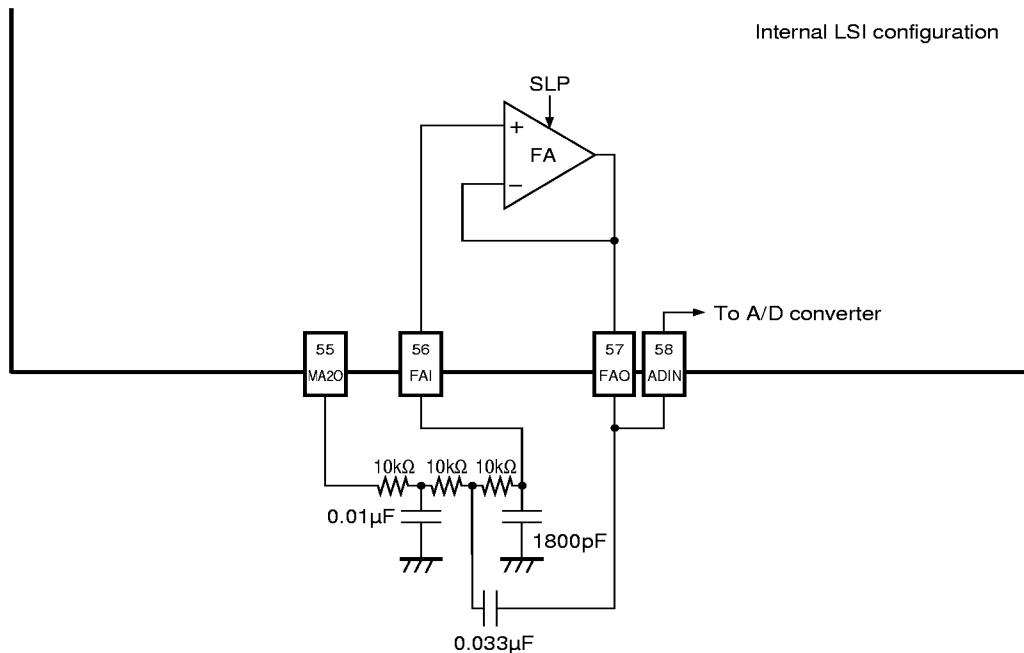 Internal LSI configuration
SLP
+
FA
−
To A/D converter
55 56 57 58
MA2O FAI FAO ADIN
10kΩ 10kΩ 10kΩ
0.01µF
1800pF
0.033µF